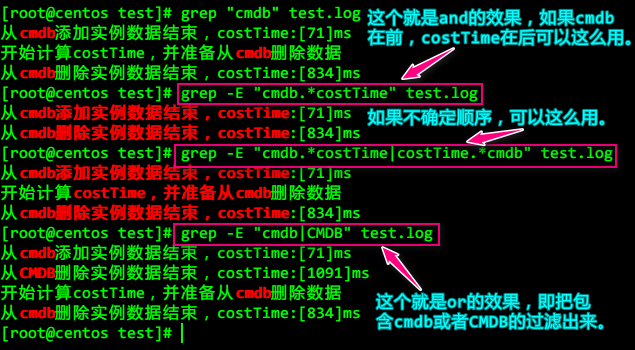 [root@centos test]# grep "cmdb" test.log
从cmdb添加实例数据结束，costTime:[71]ms
开始计算costTime，并准备从cmdb删除数据
从cmdb删除实例数据结束，costTime:[834]ms
这个就是and的效果，如果cmdb
在前，costTime在后可以这么用。
[root@centos test]# grep -E "cmdb.*costTime" test.log
从cmdb添加实例数据结束，costTime:[71]ms
从cmdb删除实例数据结束，costTime:[834]ms
如果不确定顺序，可以这么用。
[root@centos test]# grep -E "cmdb.*costTime|costTime.*cmdb" test.log
从cmdb添加实例数据结束，costTime:[71]ms
开始计算costTime，并准备从cmdb删除数据
从cmdb删除实例数据结束，costTime:[834]ms
[root@centos test]# grep -E "cmdb|CMDB" test.log
从cmdb添加实例数据结束，costTime:[71]ms
从CMDB删除实例数据结束，costTime:[1091]ms
开始计算costTime，并准备从cmdb删除数据
从cmdb删除实例数据结束，costTime:[834]ms
这个就是or的效果，即把包
含cmdb或者CMDB的过滤出来。
[root@centos test]#